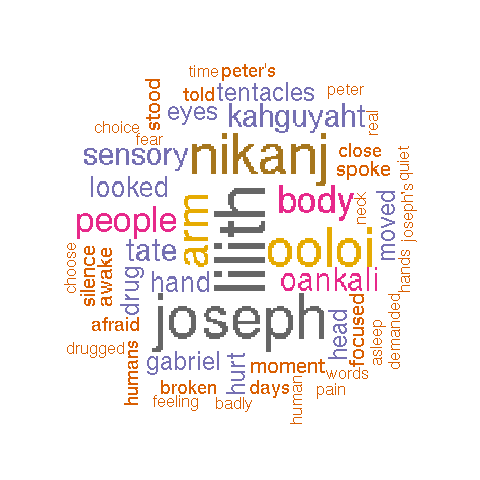 time peter's
told tentacles
stood
eyes kahguyaht
peter
real
choice
fear
sensory nikanj close
spoke
quiet
looked
lilith
body
neck
moved
joseph's
people
arm
tate
ooloi
hands
choose
silence
awake
drug
hand
oankali
afraid
joseph
head
focused
asleep
demanded
drugged
humans
gabriel
hurt
moment
words
broken
days
human
pain
feeling
badly